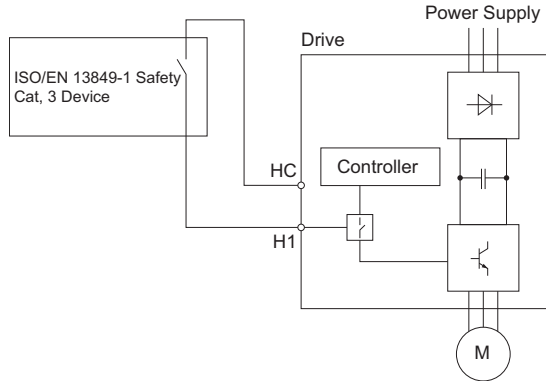 Power Supply
Drive
ISO/EN 13849-1 Safety
Cat, 3 Device
HC
Controller
H1
M